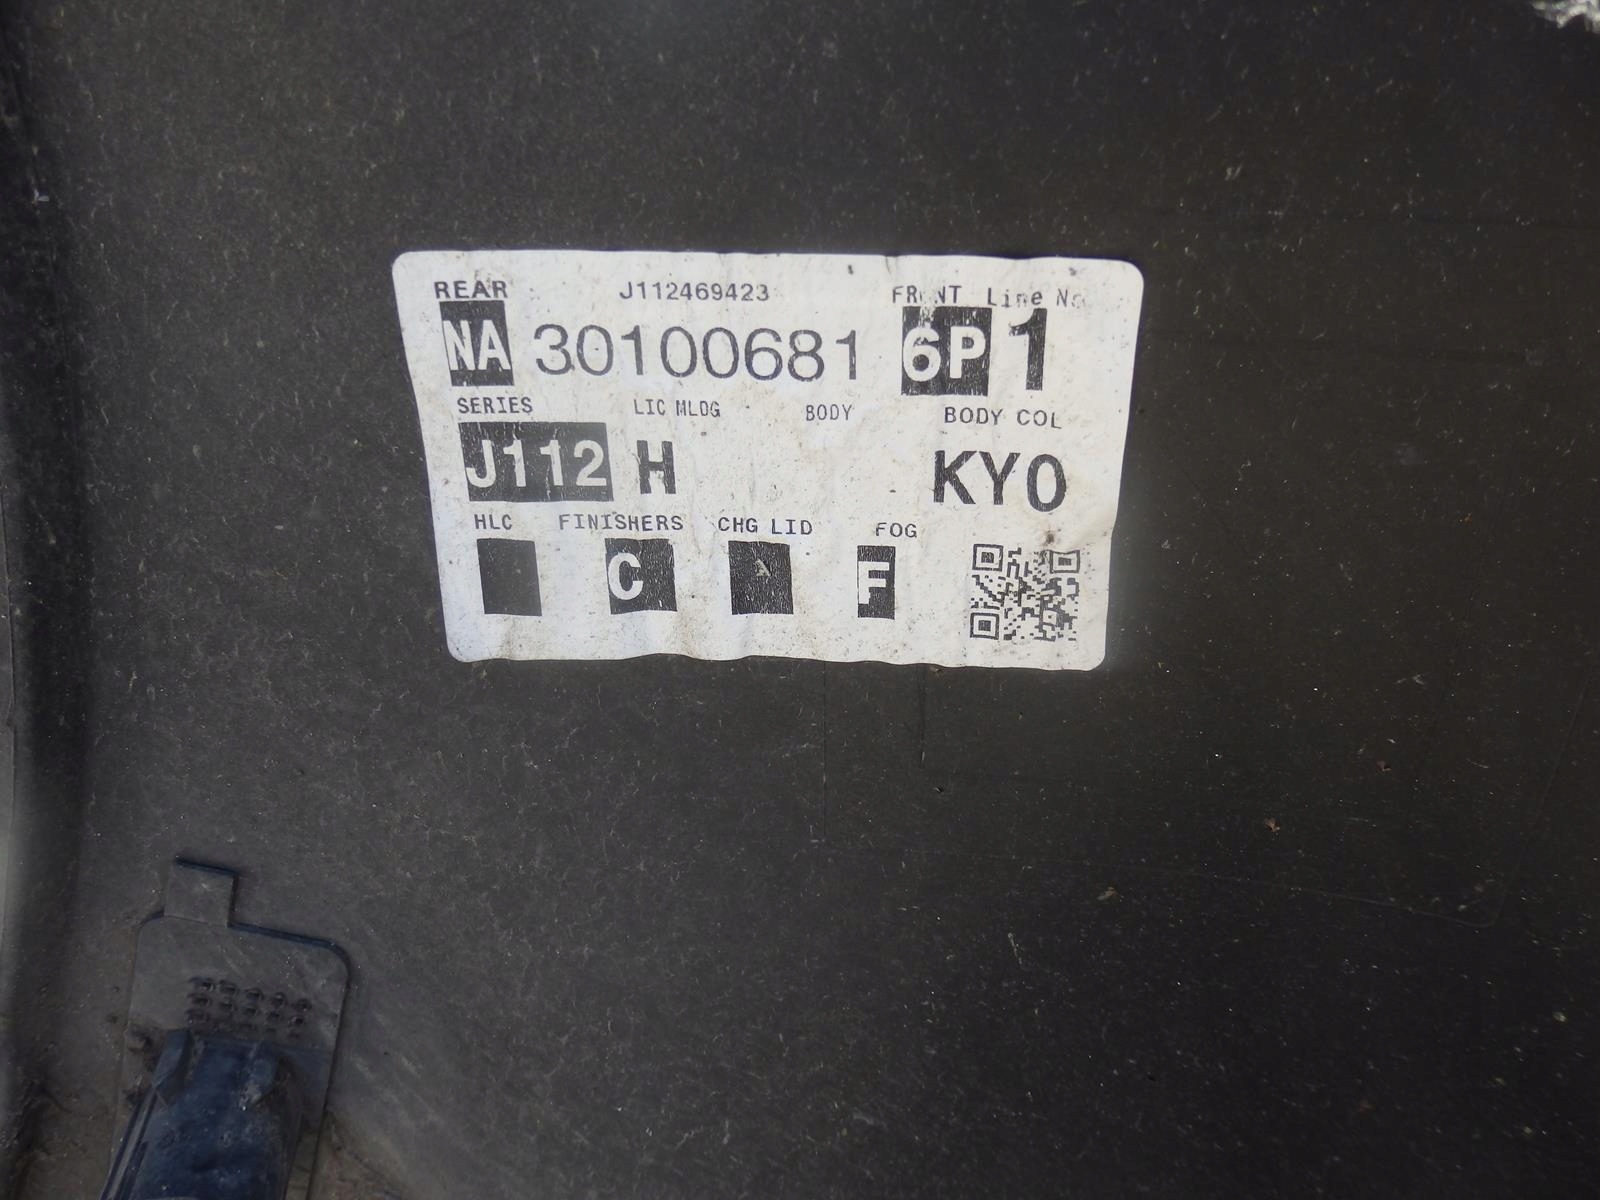 REAR J112469423 FRONT Line No
NA 30100681 6P 1
SERIES LIC MLDG BODY BODY COL
J112 H KY0
HLC FINISHERS CHG LID FOG
C A F